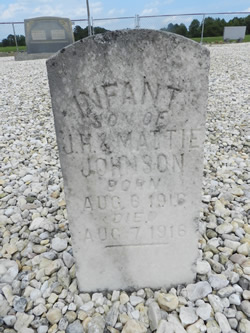 INFANT
SON OF
J.H. & MATTIE
JOHNSON
BORN
AUG. 6, 1916
DIED
AUG. 7, 1916